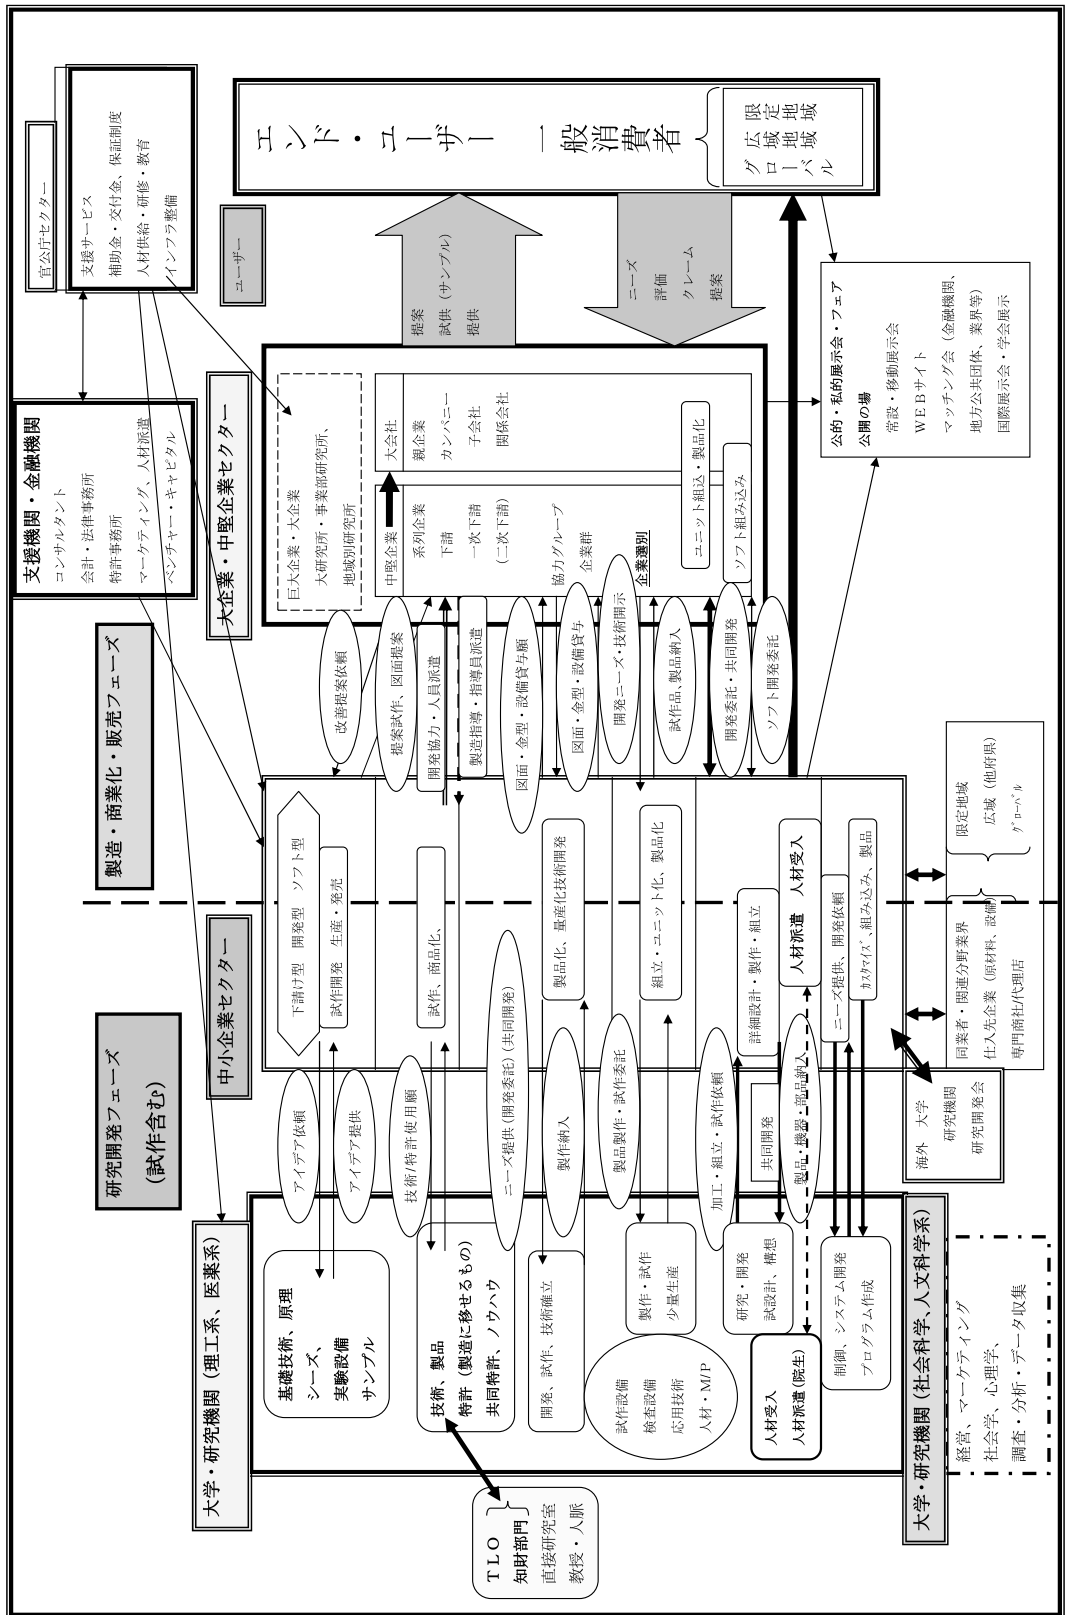 研究開発フェーズ
(試作含む)
製造・商業化・販売フェーズ
支援機関・金融機関
コンサルタント
会計・法律事務所
特許事務所
マーケティング、人材派遣
ベンチャー・キャピタル
官公庁セクター
支援サービス
補助金・交付金、保証制度
人材供給・研修・教育
インフラ整備
大学・研究機関（理工系、医薬系）
中小企業セクター
大企業・中堅企業セクター
ユーザー
TLO
知財部門
直接研究室
教授・人脈
基礎技術、原理
シーズ、
実験設備
サンプル
技術、製品
特許（製造に移せるもの）
共同特許、ノウハウ
開発、試作、技術確立
試作設備
検査設備
応用技術
人材・M/P
製作・試作
少量生産
研究・開発
試設計、構想
人材受入
人材派遣(院生)
制御、システム開発
プログラム作成
大学・研究機関（社会科学、人文科学系）
経営、マーケティング
社会学、心理学、
調査・分析・データ収集
アイデア依頼
アイデア提供
技術/特許使用願
ニーズ提供（開発委託）（共同開発）
製作納入
製品製作・試作委託
加工・組立・試作依頼
共同開発
製品・機器・部品納入
下請け型　開発型　ソフト型
試作開発　生産・発売
試作、商品化、
製品化、量産化技術開発
組立・ユニット化、製品化
詳細設計・製作・組立
人材派遣　人材受入
ニーズ提供、開発依頼
ｶｽﾀﾏｲｽﾞ、組み込み、製品
海外　大学
研究機関
研究開発会
同業者・関連分野業界
仕入先企業（原材料、設備）
専門商社/代理店
限定地域
広域（他府県）
ｸﾞﾛｰﾊﾞﾙ
改善提案依頼
提案試作、図面提案
開発協力・人員派遣
製造指導・指導員派遣
図面・金型・設備貸与願
図面・金型・設備貸与
開発ニーズ・技術開示
試作品、製品納入
開発委託・共同開発
ソフト開発委託
巨大企業・大企業
大研究所・事業部研究所、
地域別研究所
中堅企業
系列企業
下請
一次下請
(二次下請)
協力グループ
企業群
企業選別
大会社
親企業
カンパニー
子会社
関係会社
ユニット組込・製品化
ソフト組み込み
提案
試供（サンプル）
提供
ニーズ
評価
クレーム
提案
エンド・ユーザー　一般消費者
限定地域
広域地域
グローバル
公的・私的展示会・フェア
公開の場
常設・移動展示会
WEBサイト
マッチング会（金融機関、
地方公共団体、業界等）
国際展示会・学会展示